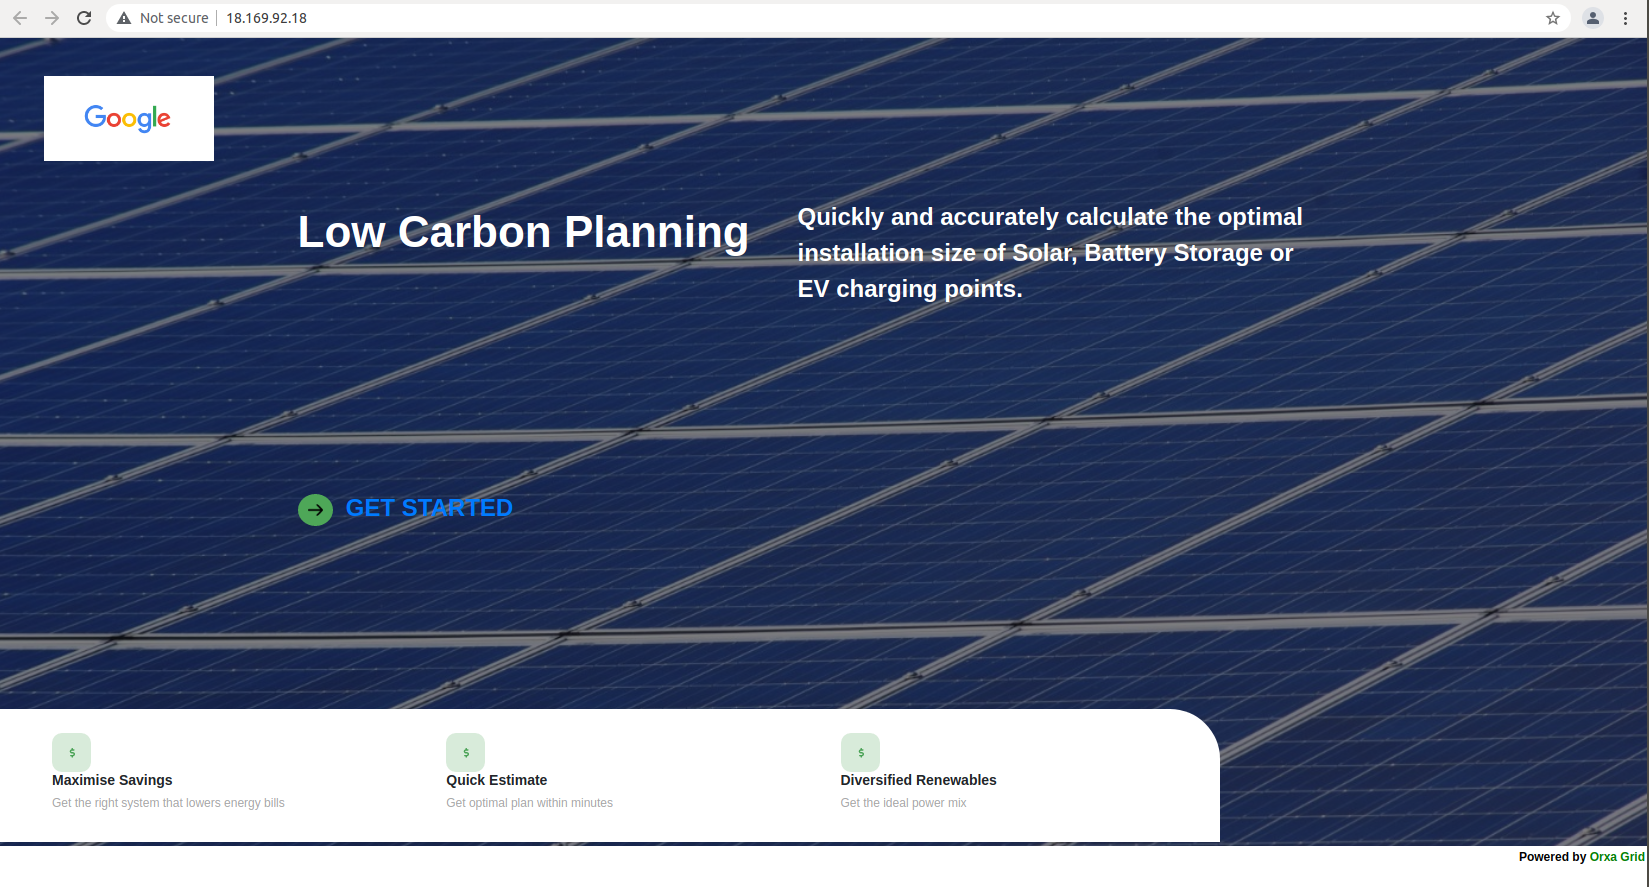 Not secure
18.169.92.18
Google
Low Carbon Planning
Quickly and accurately calculate the optimal
installation size of Solar, Battery Storage or
EV charging points.
GET STARTED
$
Maximise Savings
Get the right system that lowers energy bills
$
Quick Estimate
Get optimal plan within minutes
$
Diversified Renewables
Get the ideal power mix
Powered by Orxa Grid